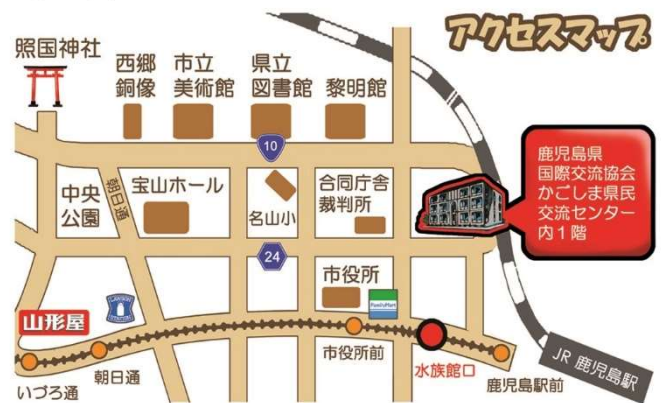 アクセスマップ
照国神社
西郷
銅像
市立
美術館
県立
図書館
黎明館
10
鹿児島県
国際交流協会
かごしま県民
交流センター
内1階
中央
公園
朝日通
宝山ホール
名山小
合同庁舎
裁判所
24
市役所
LAWSON
STATION
FamilyMart
山形屋
市役所前
JR 鹿児島駅
水族館口
朝日通
鹿児島駅前
いづろ通